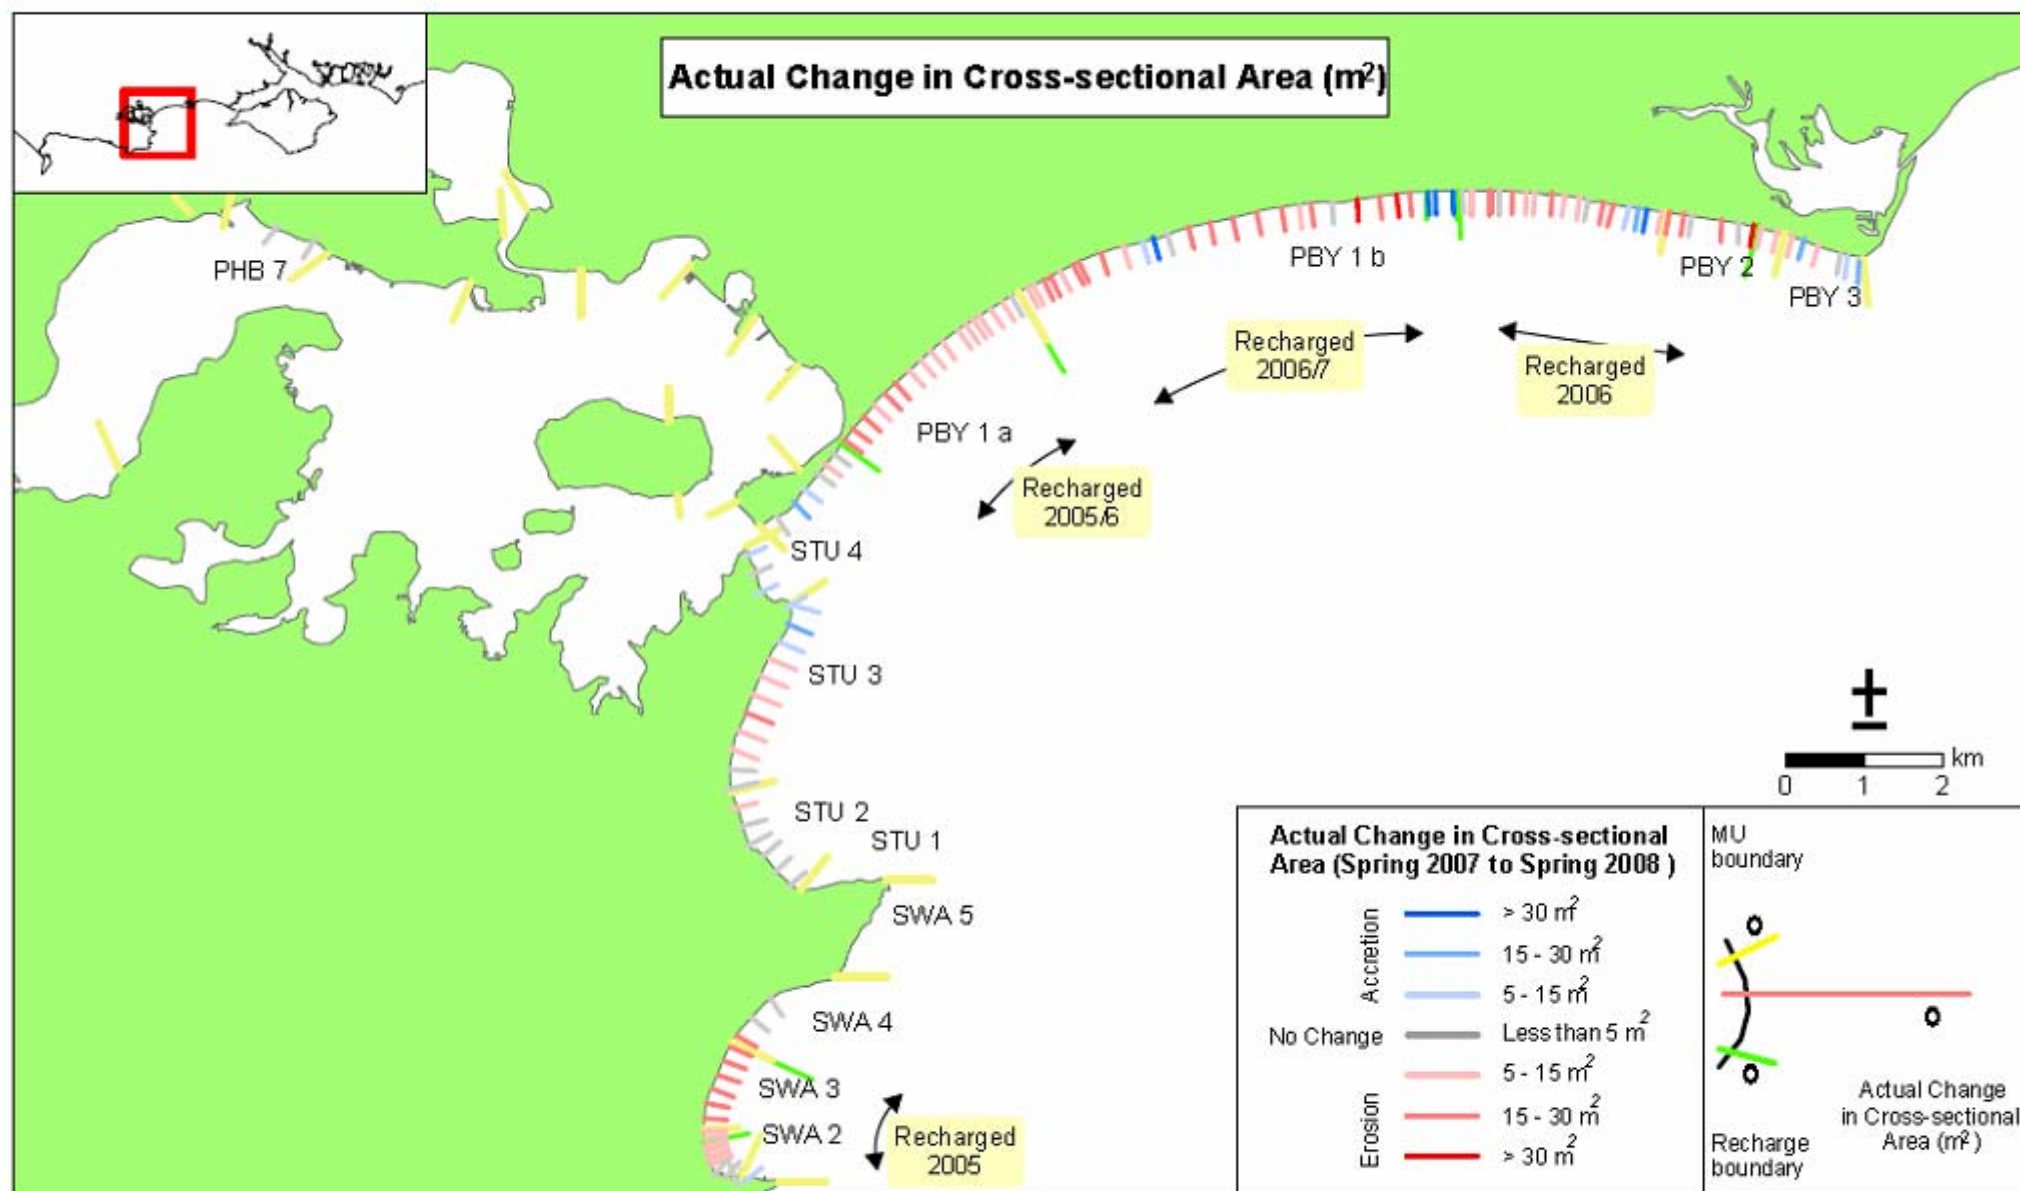 Actual Change in Cross-sectional Area (m²)
PHB 7
PBY 1 b
PBY 2
PBY 3
Recharged
2006/7
Recharged
2006
PBY 1 a
Recharged
2005/6
STU 4
STU 3
STU 2
STU 1
SWA 5
SWA 4
SWA 3
SWA 2
Recharged
2005
km
0 1 2
Actual Change in Cross-sectional
Area (Spring 2007 to Spring 2008 )
Accretion
> 30 m²
15 - 30 m²
5 - 15 m²
No Change
Less than 5 m²
Erosion
5 - 15 m²
15 - 30 m²
> 30 m²
MU
boundary
Actual Change
in Cross-sectional
Area (m²)
Recharge
boundary